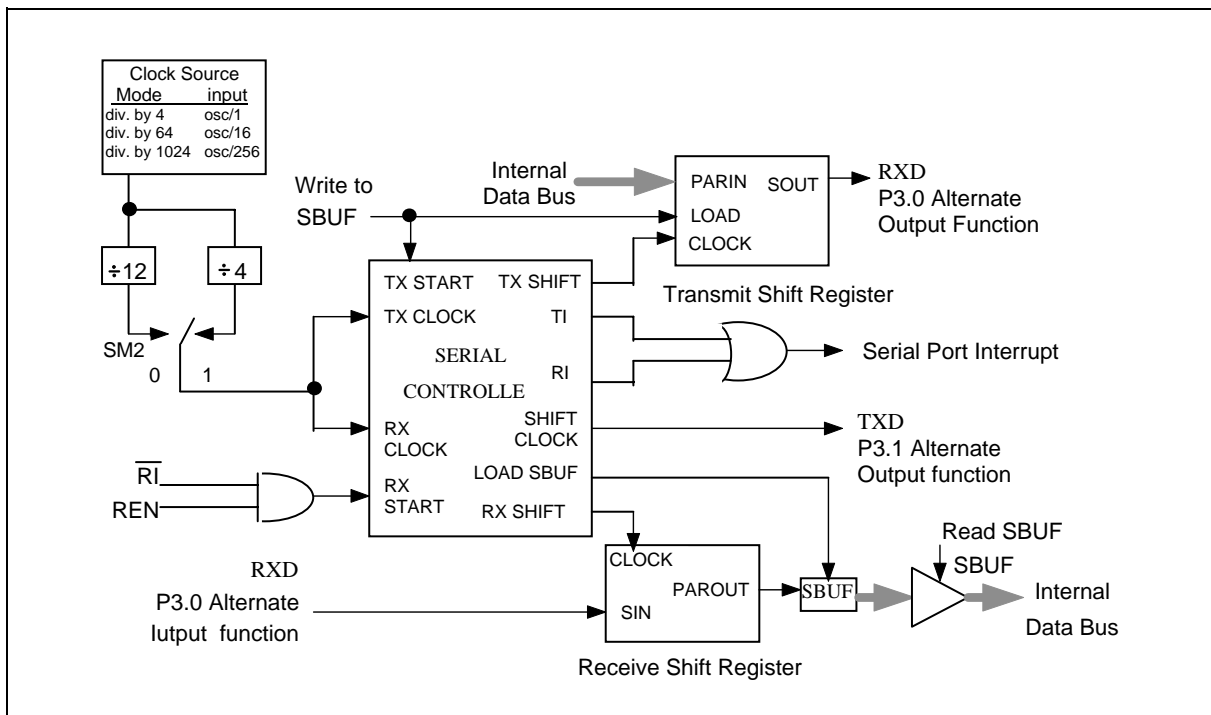 Clock Source
Mode input
div. by 4 osc/1
div. by 64 osc/16
div. by 1024 osc/256
Write to
SBUF
Internal
Data Bus
PARIN SOUT
LOAD
CLOCK
RXD
P3.0 Alternate
Output Function
Transmit Shift Register
÷12
÷4
SM2
0 1
TX START TX SHIFT
TX CLOCK TI
SERIAL
RI
CONTROLLE
SHIFT
CLOCK
RX
CLOCK
LOAD SBUF
RX
START
RX SHIFT
Serial Port Interrupt
TXD
P3.1 Alternate
Output function
RI
REN
RXD
P3.0 Alternate
Iutput function
CLOCK
PAROUT
SIN
Receive Shift Register
SBUF
Read SBUF
SBUF
Internal
Data Bus